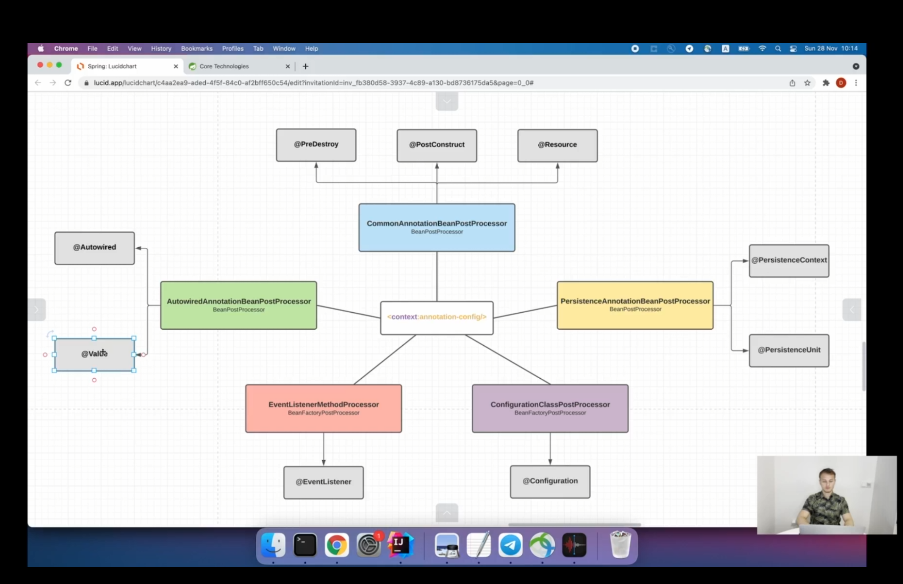 Chrome File Edit View History Bookmarks Profiles Tab Window Help
A
Sun 28 Nov 10:14
Spring: Lucidchart
Core Technologies
lucid.app/lucidchart/c4aa2ea9-aded-4f5f-84c0-af2bff650c54/edit?invitationId=inv_fb380d58-3937-4c89-a130-bd8736175da5&page=0_0#
@PreDestroy
@PostConstruct
@Resource
CommonAnnotationBeanPostProcessor
BeanPostProcessor
@Autowired
@PersistenceContext
AutowiredAnnotationBeanPostProcessor
BeanPostProcessor
PersistenceAnnotationBeanPostProcessor
BeanPostProcessor
<context:annotation-config/>
@Value
@PersistenceUnit
EventListenerMethodProcessor
BeanFactoryPostProcessor
ConfigurationClassPostProcessor
BeanFactoryPostProcessor
@EventListener
@Configuration
1
IJ